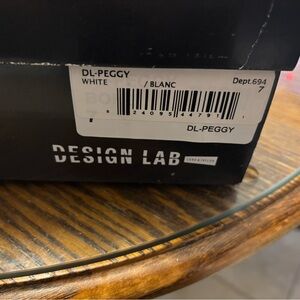 DL-PEGGY
WHITE / BLANC Dept.694
7
DL-PEGGY
DESIGN LAB